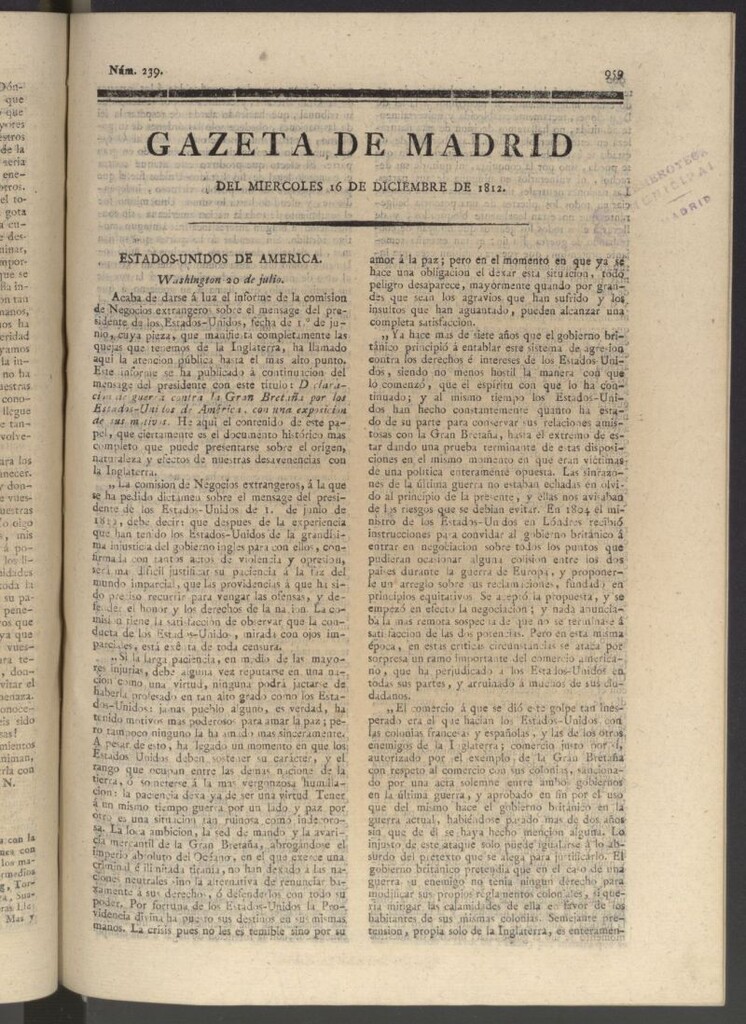 Núm. 239.
959
GAZETA DE MADRID
DEL MIERCOLES 16 DE DICIEMBRE DE 1812.
ESTADOS-UNIDOS DE AMERICA.
Washington 20 de julio.
Acaba de darse á luz el informe de la comision
de Negocios extrangeros sobre el mensage del pre-
sidente de los Estados-Unidos, fecha de 1.º de ju-
nio, cuya pieza, que manifiesta completamente las
quejas que tenemos de la Inglaterra, ha llamado
aquí la atencion pública hasta el mas alto punto.
Este informe se ha publicado á continuacion del
mensage del presidente con este título: Declara-
cion de guerra contra la Gran Bretaña por los
Estados-Unidos de América, con una exposicion
de sus motivos. He aquí el contenido de este pa-
pel, que ciertamente es el documento histórico mas
completo que puede presentarse sobre el orígen,
naturaleza y efectos de nuestras desavenencias con
la Inglaterra.
„La comision de Negocios extrangeros, á la que
se ha pedido dictamen sobre el mensage del presi-
dente de los Estados-Unidos de 1.º de junio de
1812, debe decir: que despues de la experiencia
que han tenido los Estados-Unidos de la grandísi-
ma injusticia del gobierno ingles para con ellos, con-
firmada con tantos actos de violencia y opresion,
será ma dificil justificar su paciencia á la faz del
mundo imparcial, que las providencias á que ha si-
do preciso recurrir para vengar las ofensas, y de-
fender el honor y los derechos de la nacion. La co-
mision tiene la satisfaccion de observar que la con-
ducta de los Estados-Unidos, mirada con ojos im-
parciales, está exênta de toda censura.
„Si la larga paciencia, en medio de las mayo-
res injurias, debe alguna vez reputarse en una na-
cion como una virtud, ninguna podrá jactarse de
haberla profesado en tan alto grado como los Esta-
dos-Unidos: jamas pueblo alguno, es verdad, ha
tenido motivos mas poderosos para amar la paz; pe-
ro tampoco ninguno la ha amado mas sinceramente.
A pesar de esto, ha llegado un momento en que los
Estados Unidos deben sostener su carácter, y el
rango que ocupan entre las demas naciones de la
tierra, ó someterse á la mas vergonzosa humilla-
cion: la paciencia dexa ya de ser una virtud. Tener
á un mismo tiempo guerra por un lado y paz por
otro es una situacion tan ruinosa como indecoro-
sa. La loca ambicion, la sed de mando y la avari-
cia mercantil de la Gran Bretaña, abrogándose el
imperio absoluto del Océano, en el que exerce una
criminal é ilimitada tiranía, no han dexado á las na-
ciones neutrales sino la alternativa de renunciar ba-
xamente á sus derechos, ó defenderlos con todo su
poder. Por fortuna de los Estados-Unidos la Pro-
videncia divina ha puesto sus destinos en sus mismas
manos. La crisis pues no les es temible sino por su
amor á la paz; pero en el momento en que ya se
hace una obligacion el dexar esta situacion, todo
peligro desaparece, mayormente quando por gran-
des que sean los agravios que han sufrido y los
insultos que han aguantado, pueden alcanzar una
completa satisfaccion.
„Ya hace mas de siete años que el gobierno bri-
tánico principió á entablar este sistema de agresion
contra los derechos é intereses de los Estados Uni-
dos, siendo no menos hostil la manera con que
lo comenzó, que el espíritu con que lo ha con-
tinuado; y al mismo tiempo los Estados-Uni-
dos han hecho constantemente quanto ha esta-
do de su parte para conservar sus relaciones amis-
tosas con la Gran Bretaña, hasta el extremo de es-
tar dando una prueba terminante de estas disposi-
ciones en el mismo momento en que eran víctimas
de una política enteramente opuesta. Las sinrazo-
nes de la última guerra no estaban echadas en olvi-
do al principio de la presente, y ellas nos avisaban
de los riesgos que se debian evitar. En 1804 el mi-
nistro de los Estados-Unidos en Lóndres recibió
instrucciones para convidar al gobierno británico á
entrar en negociacion sobre todos los puntos que
pudieran ocasionar alguna colision entre los dos
países durante la guerra de Europa, y proponer-
le un arreglo sobre sus reclamaciones, fundado en
principios equitativos. Se aceptó la propuesta, y se
empezó en efecto la negociacion; y nada anuncia-
ba la mas remota sospecha de que no se terminase á
satisfaccion de las dos potencias. Pero en esta misma
época, en estas críticas circunstancias se ataca por
sorpresa un ramo importante del comercio america-
no, que ha perjudicado a los Estados-Unidos en
todas sus partes, y arruinado á muchos de sus ciu-
dadanos.
„El comercio á que se dió este golpe tan ines-
perado era el que hacian los Estados-Unidos con
las colonias francesas y españolas, y las de los otros
enemigos de la Inglaterra; comercio justo por sí,
autorizado por el exemplo de la Gran Bretaña
con respeto al comercio con sus colonias, sanciona-
do por una acta solemne entre ambos gobiernos
en la última guerra, y aprobado en fin por el uso
que del mismo hace el gobierno británico en la
guerra actual, habiéndose pasado mas de dos años
sin que de él se haya hecho mencion alguna. Lo
injusto de este ataque solo puede igualarse á lo ab-
surdo del pretexto que se alega para justificarlo. El
gobierno británico pretendia que en el caso de una
guerra su enemigo no tenia ningun derecho para
modificar sus propios reglamentos coloniales, si que-
ria mitigar las calamidades de ella en favor de los
habitantes de sus mismas colonias. Semejante pre-
tension, propia solo de la Inglaterra, es enteramen-
HEMEROTECA
MUNICIPAL
MADRID